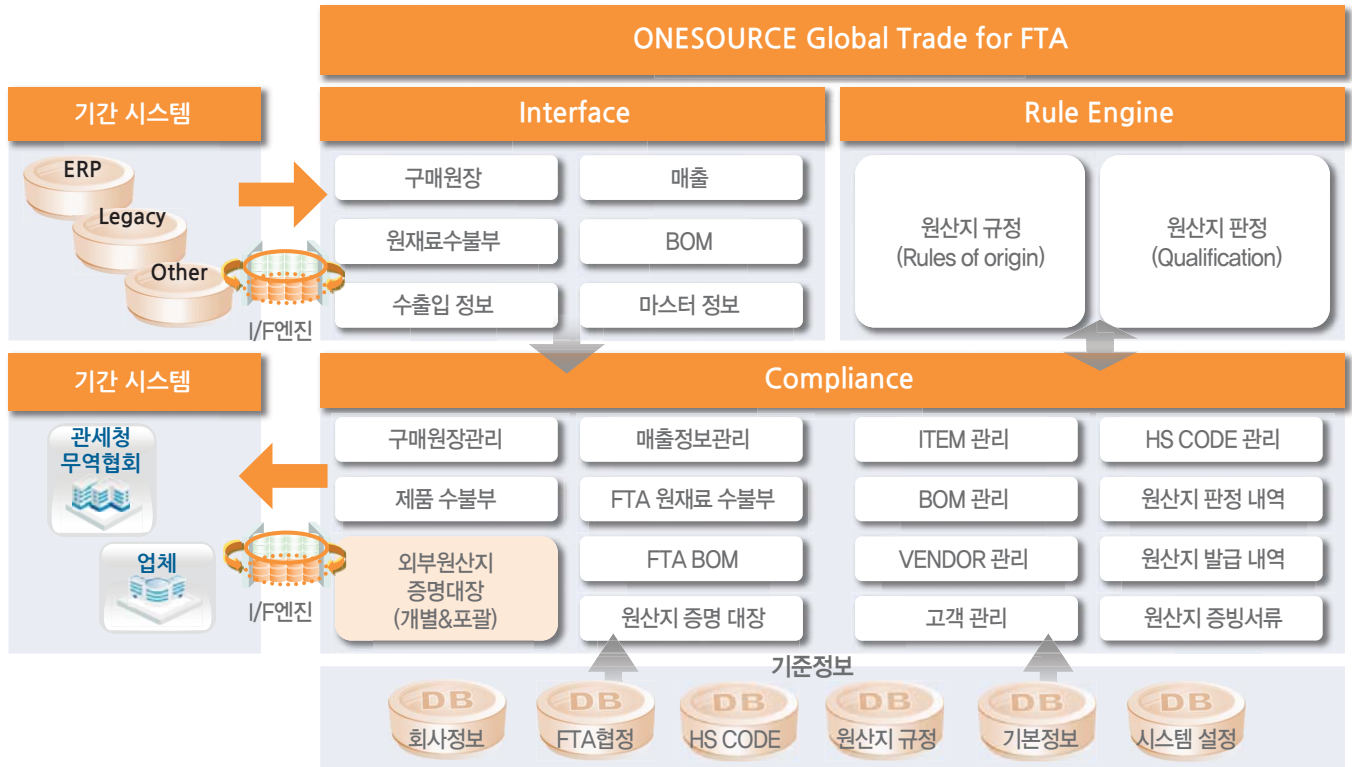 ONESOURCE Global Trade for FTA
기간 시스템
Interface
Rule Engine
ERP
Legacy
Other
I/F엔진
구매원장
매출
원재료수불부
BOM
수출입 정보
마스터 정보
원산지 규정
(Rules of origin)
원산지 판정
(Qualification)
기간 시스템
Compliance
관세청
무역협회
업체
I/F엔진
구매원장관리
매출정보관리
ITEM 관리
HS CODE 관리
제품 수불부
FTA 원재료 수불부
BOM 관리
원산지 판정 내역
외부원산지
증명대장
(개별&포괄)
FTA BOM
VENDOR 관리
원산지 발급 내역
원산지 증명 대장
고객 관리
원산지 증빙서류
기준정보
DB
회사정보
DB
FTA협정
DB
HS CODE
DB
원산지 규정
DB
기본정보
DB
시스템 설정